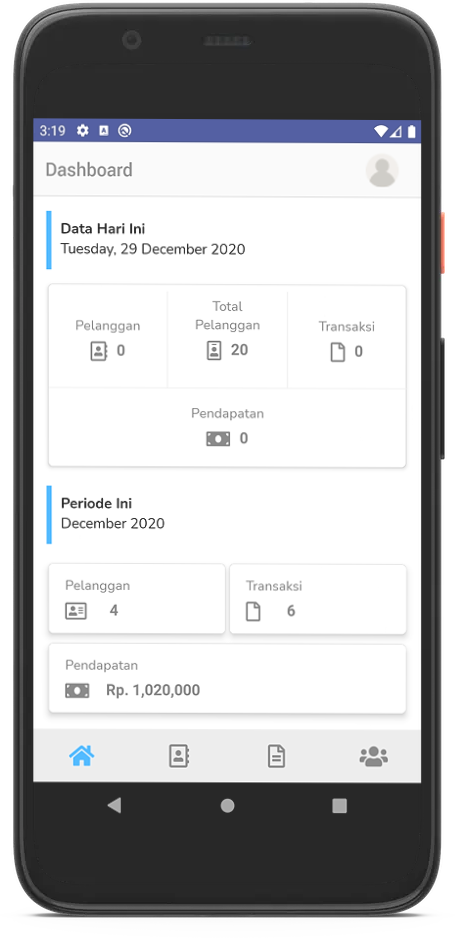 3:19
Dashboard
Data Hari Ini
Tuesday, 29 December 2020
Pelanggan
0
Total
Pelanggan
20
Transaksi
0
Pendapatan
0
Periode Ini
December 2020
Pelanggan
4
Transaksi
6
Pendapatan
Rp. 1,020,000